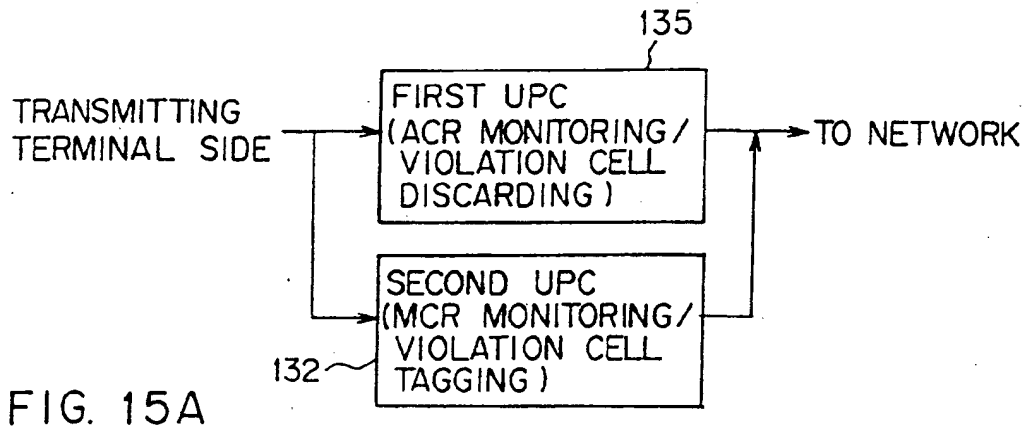 135
TRANSMITTING
TERMINAL SIDE
FIRST UPC
(ACR MONITORING/
VIOLATION CELL
DISCARDING)
TO NETWORK
SECOND UPC
(MCR MONITORING/
VIOLATION CELL
TAGGING)
132
FIG. 15A